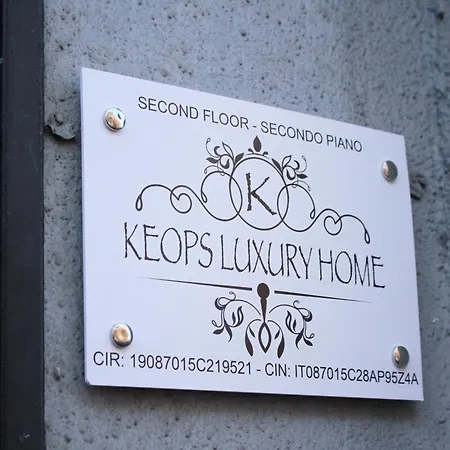 SECOND FLOOR - SECONDO PIANO
K
KEOPS LUXURY HOME
CIR: 19087015C219521 - CIN: IT087015C28AP95Z4A